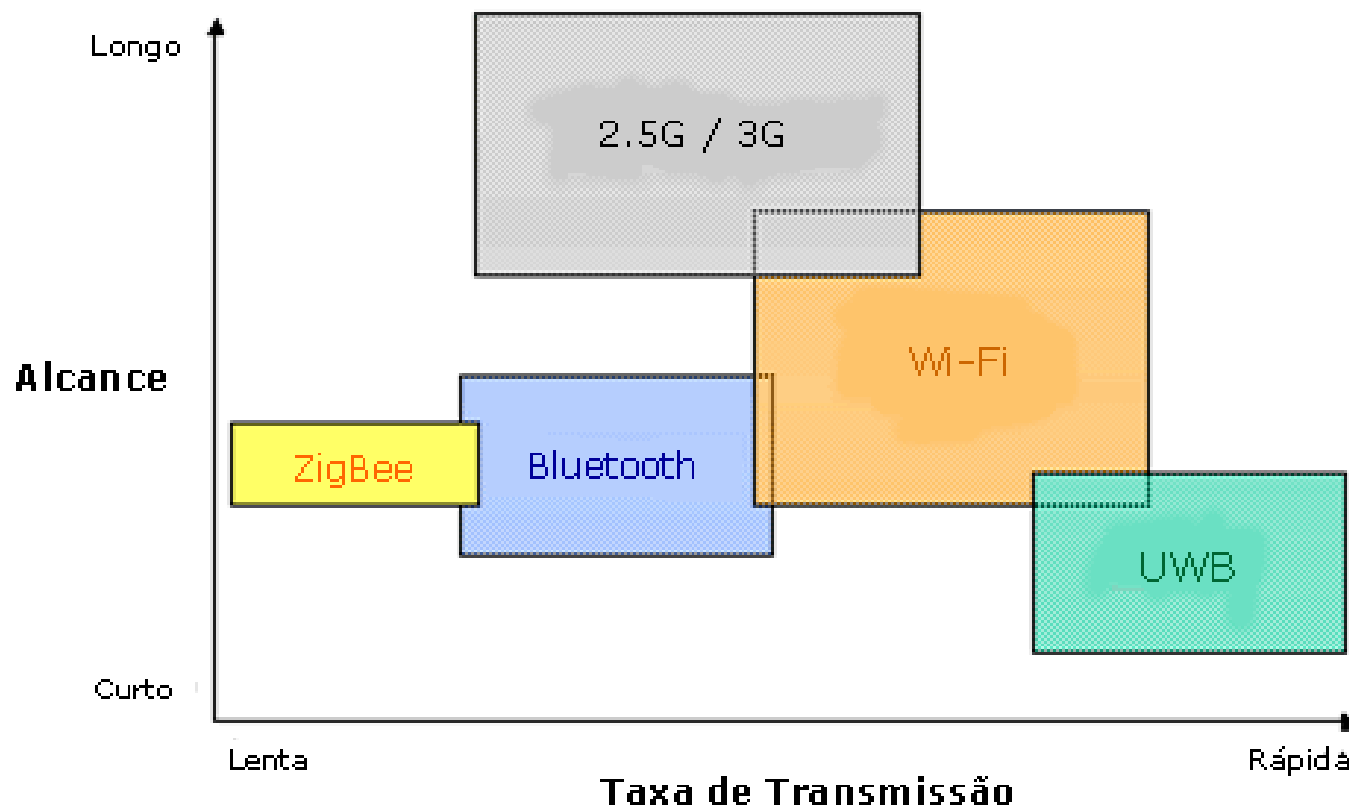 Longo
2.5G / 3G
Wi-Fi
Alcance
ZigBee
Bluetooth
UWB
Curto
Lenta
Rápida
Taxa de Transmissão